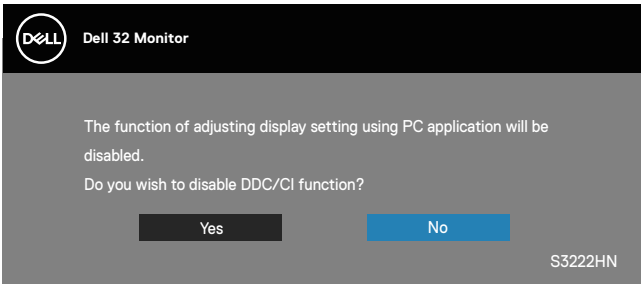 DELL Dell 32 Monitor
The function of adjusting display setting using PC application will be
disabled.
Do you wish to disable DDC/CI function?
Yes No
S3222HN